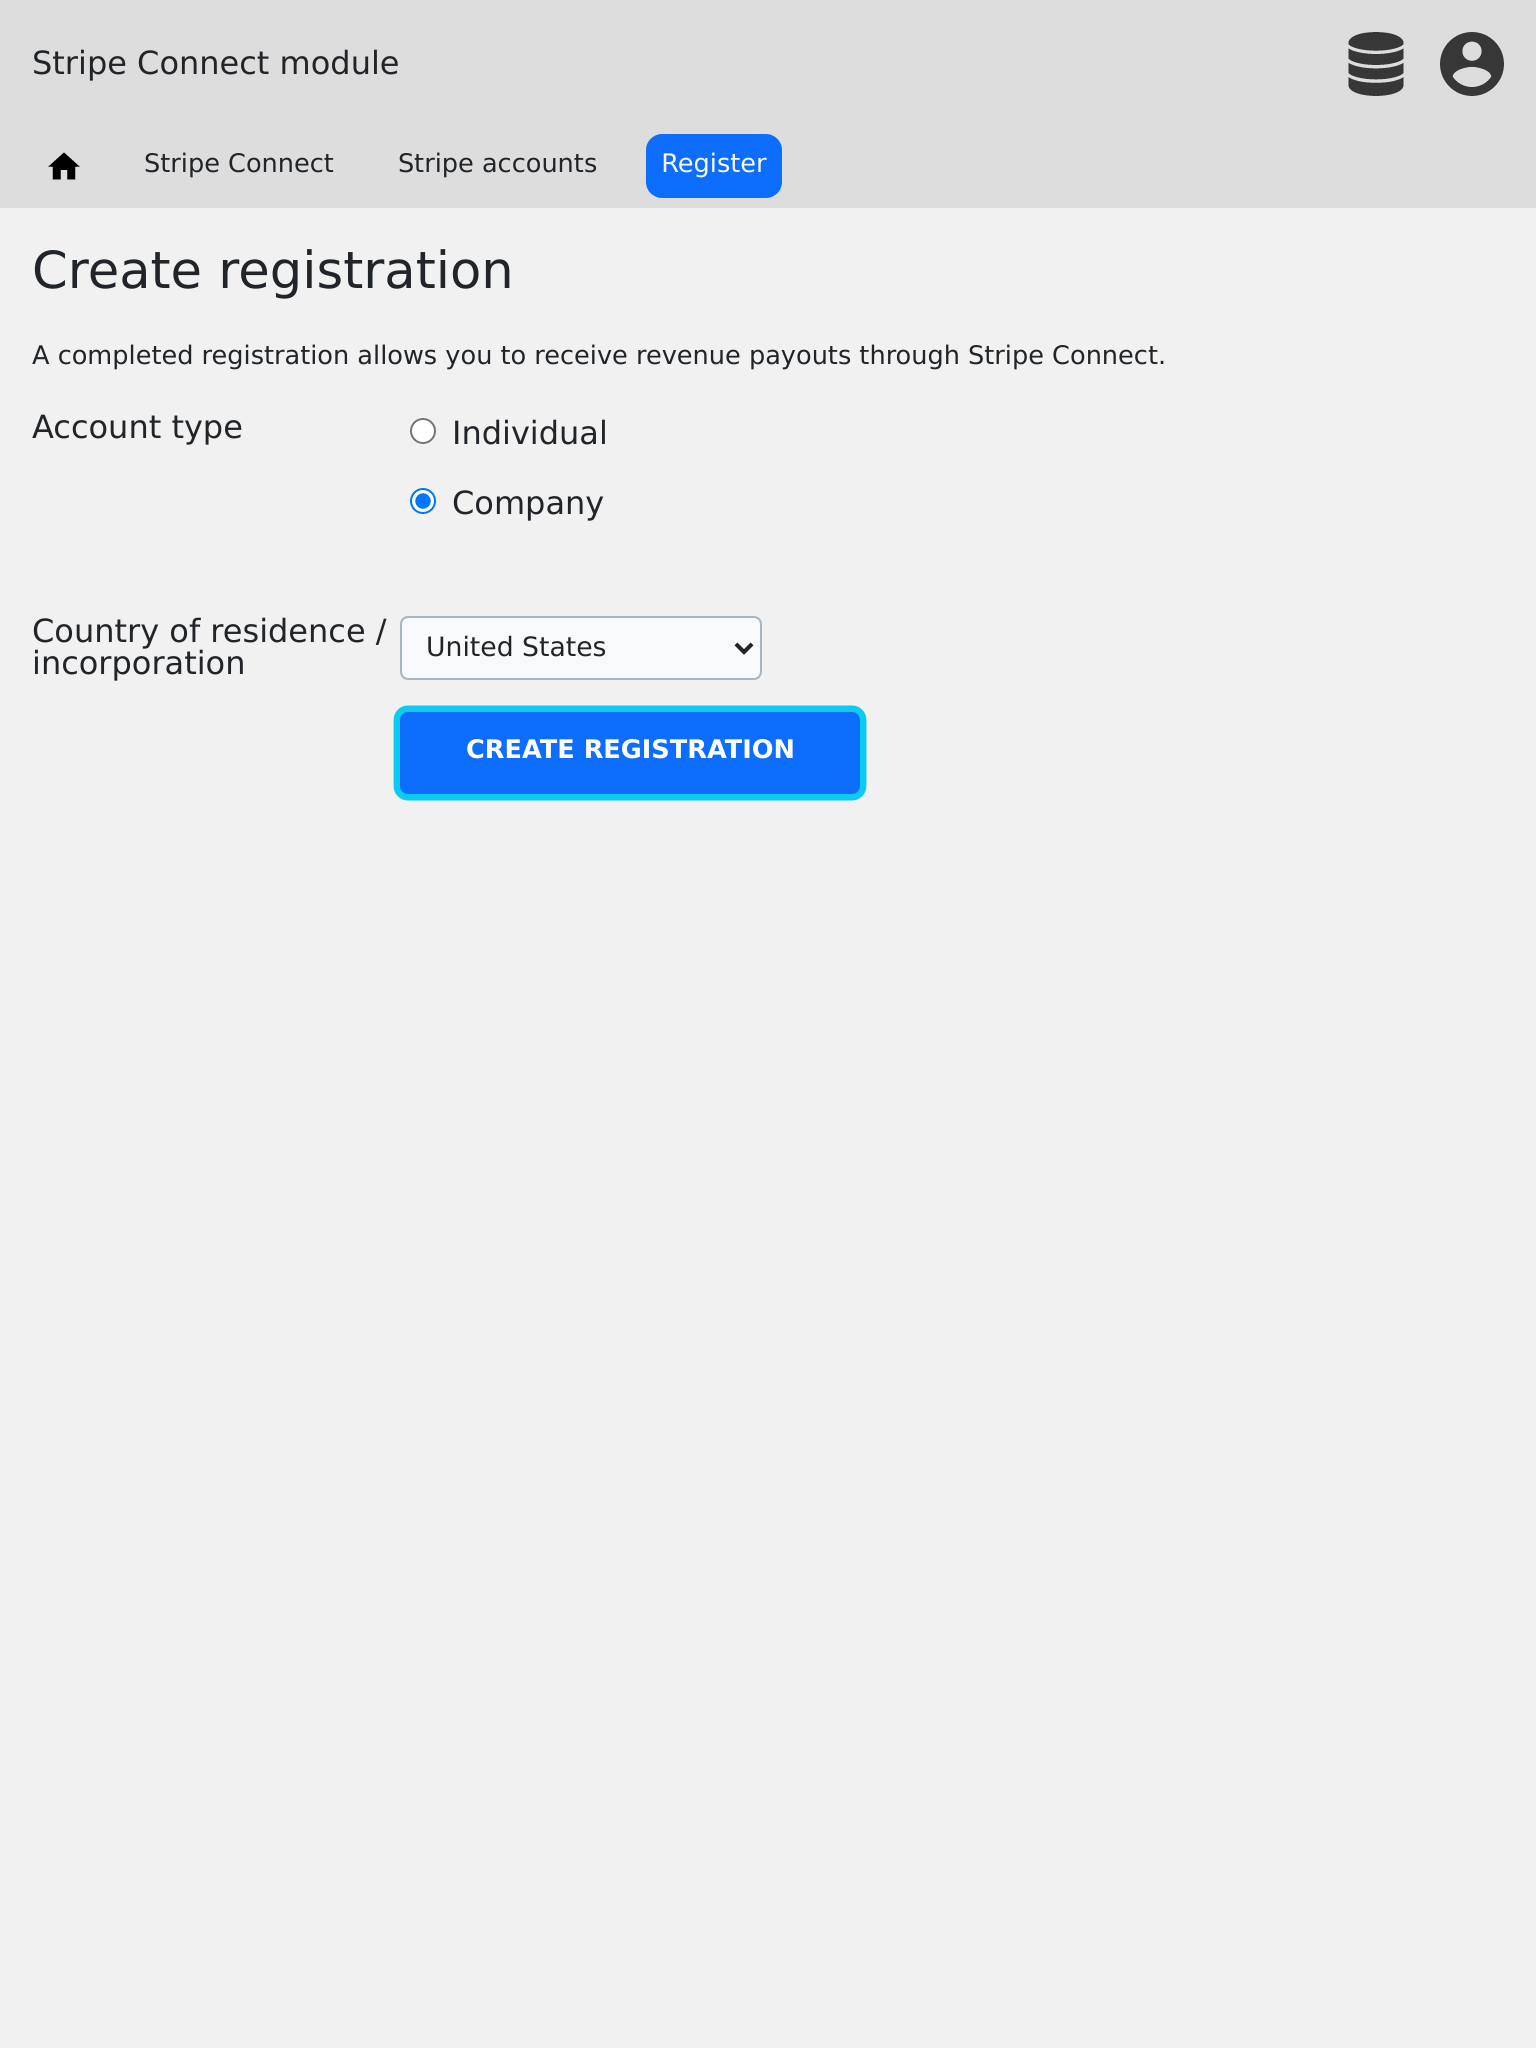 Stripe Connect module
Stripe Connect
Stripe accounts
Register
Create registration
A completed registration allows you to receive revenue payouts through Stripe Connect.
Account type
Individual
Company
Country of residence /
incorporation
United States
CREATE REGISTRATION